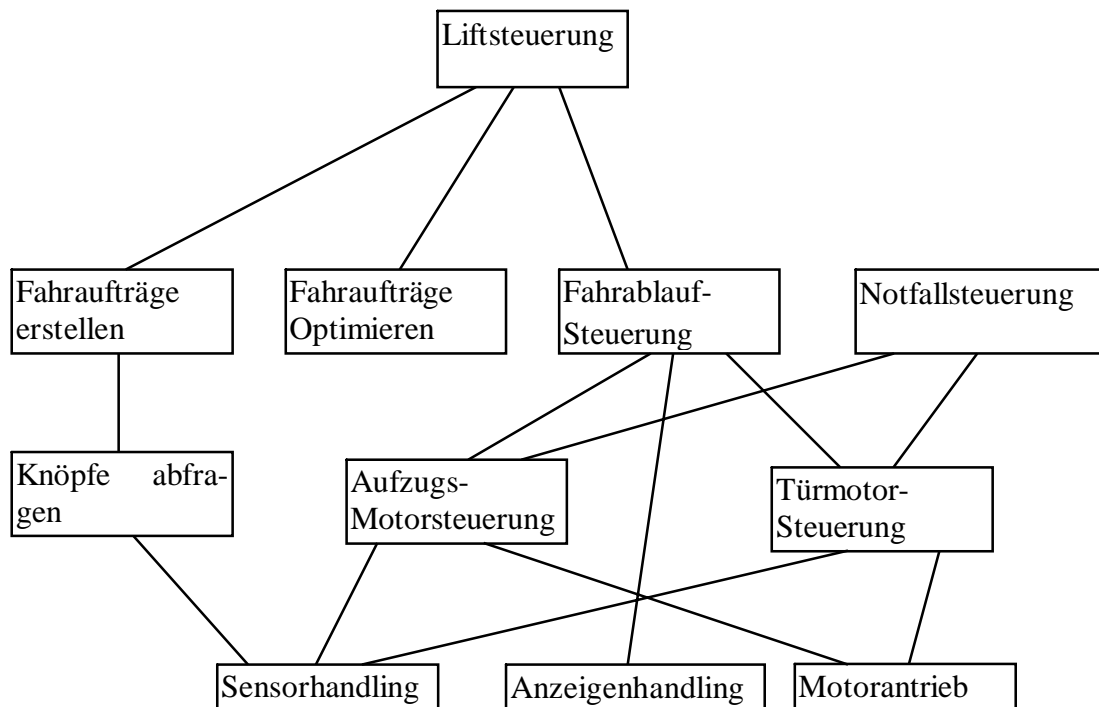 Liftsteuerung
Fahraufträge
erstellen
Fahraufträge
Optimieren
Fahrablauf-
Steuerung
Notfallsteuerung
Knöpfe abfra-
gen
Aufzugs-
Motorsteuerung
Türmotor-
Steuerung
Sensorhandling
Anzeigenhandling
Motorantrieb